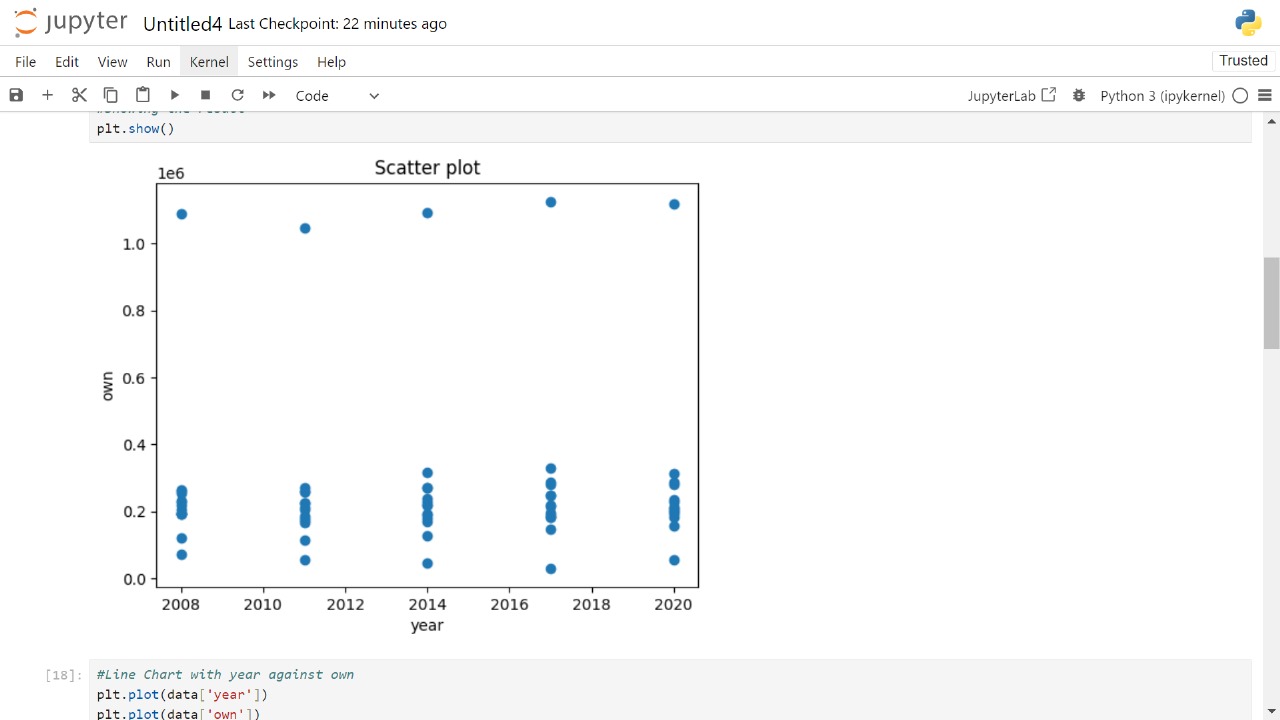 jupyter Untitled4 Last Checkpoint: 22 minutes ago
File Edit View Run Kernel Settings Help
Trusted
Code
JupyterLab
Python 3 (ipykernel)
plt.show()
Scatter plot
1e6
1.0
0.8
0.6
0.4
0.2
0.0
own
2008 2010 2012 2014 2016 2018 2020
year
[18]:
#Line Chart with year against own
plt.plot(data['year'])
plt.plot(data['own'])